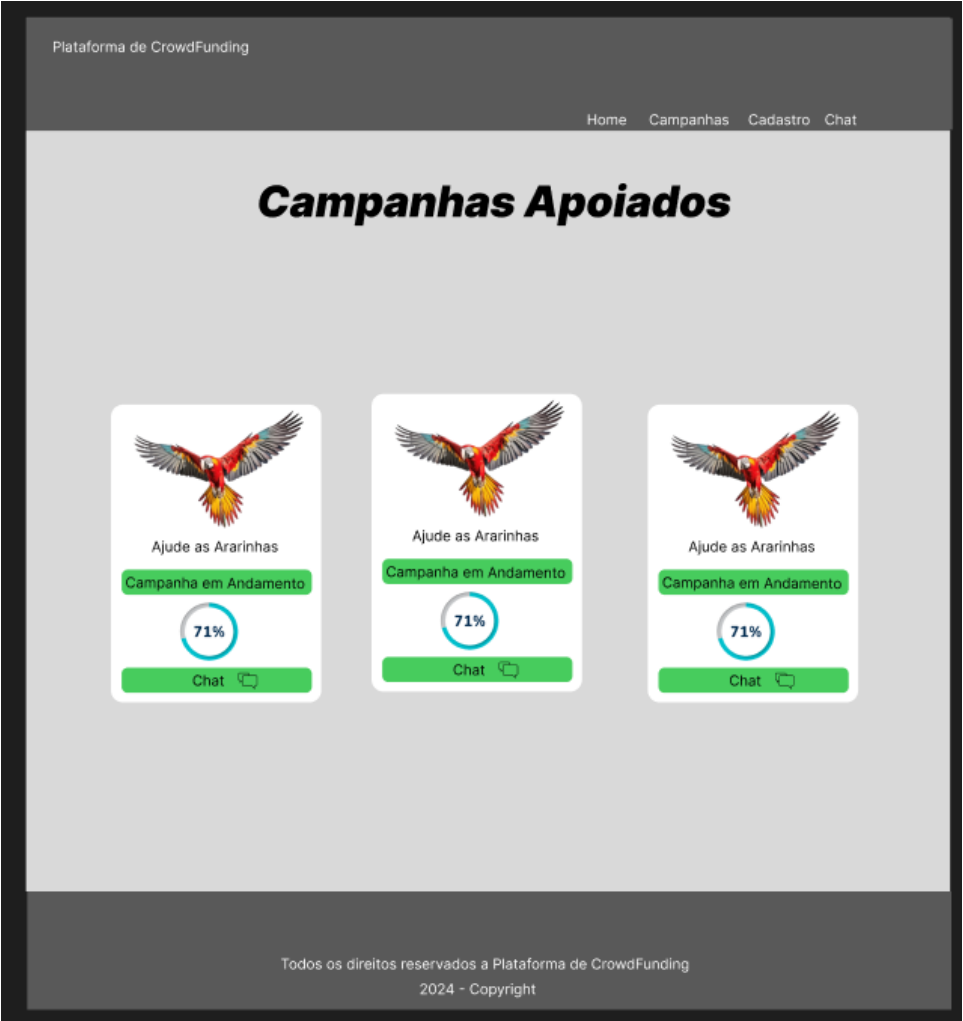 Plataforma de CrowdFunding
Home Campanhas Cadastro Chat
Campanhas Apoiados
Ajude as Ararinhas
Campanha em Andamento
71%
Chat
Ajude as Ararinhas
Campanha em Andamento
71%
Chat
Ajude as Ararinhas
Campanha em Andamento
71%
Chat
Todos os direitos reservados a Plataforma de CrowdFunding
2024 - Copyright